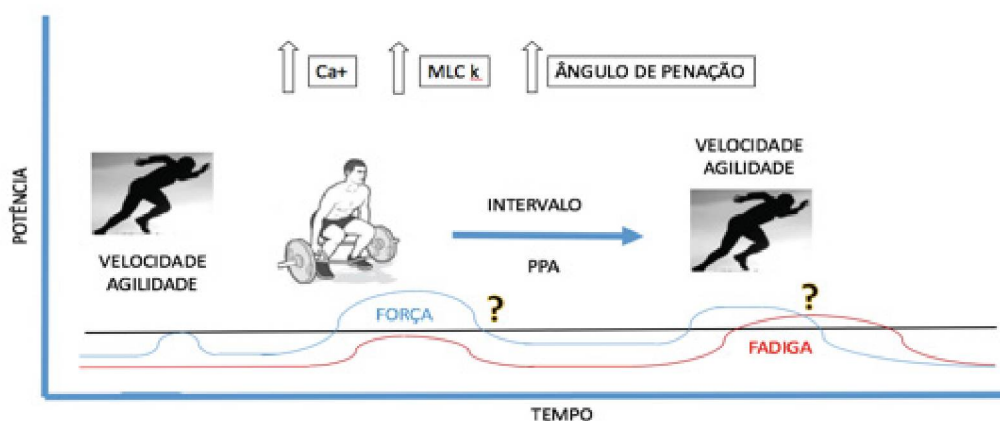 Ca+
MLC k
ÂNGULO DE PENAÇÃO
POTÊNCIA
VELOCIDADE
AGILIDADE
INTERVALO
PPA
VELOCIDADE
AGILIDADE
FORÇA
?
?
FADIGA
TEMPO